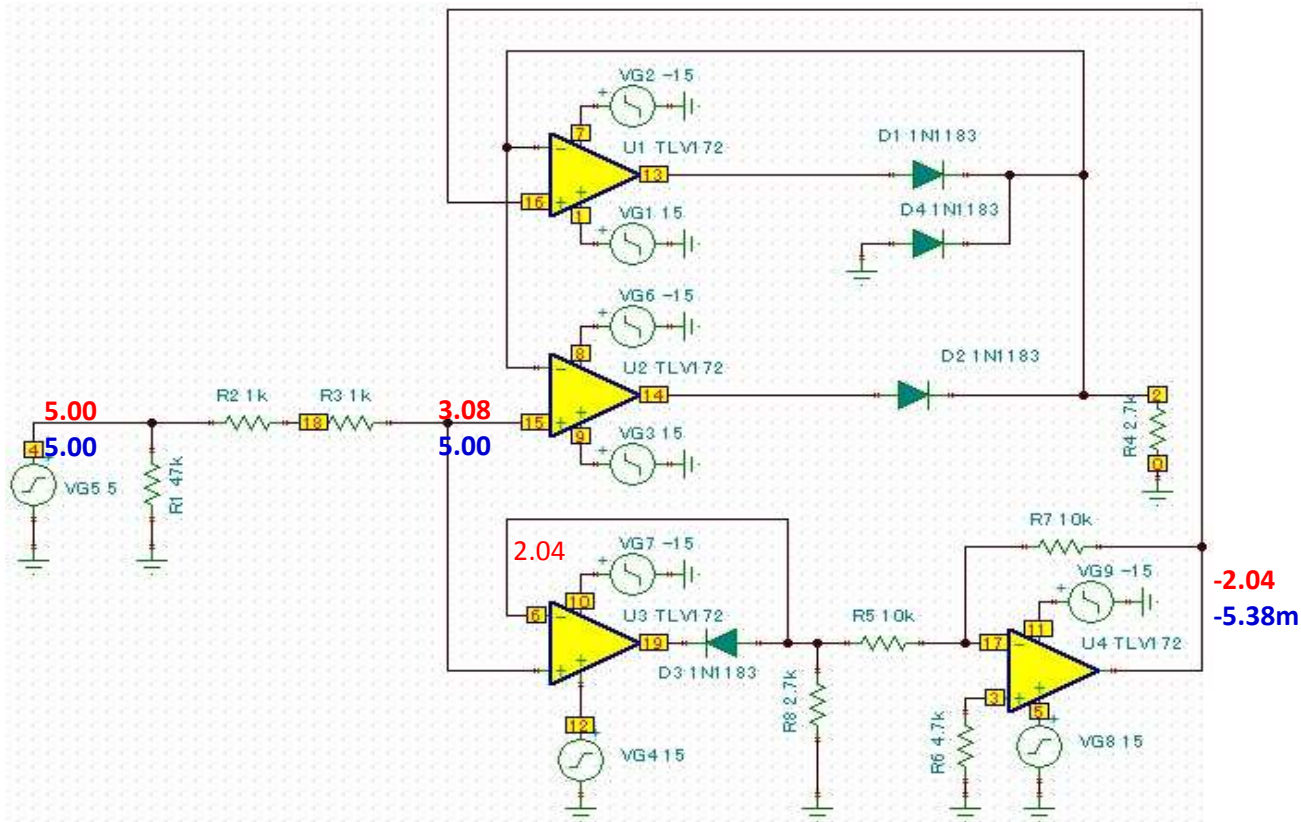 VG2 -15
7
U1 TLV172
13
16
1
VG1 15
D1 1N1183
D4 1N1183
VG6 -15
8
U2 TLV172
14
15
9
VG3 15
D2 1N1183
2
R4 2.7k
0
5.00
5.00
4
VG5 5
R1 47k
R2 1k
18
R3 1k
3.08
5.00
2.04
VG7 -15
10
6
U3 TLV172
19
D3 1N1183
12
VG4 15
R8 2.7k
R5 10k
R7 10k
VG9 -15
11
17
U4 TLV172
3
5
R6 4.7k
VG8 15
-2.04
-5.38m